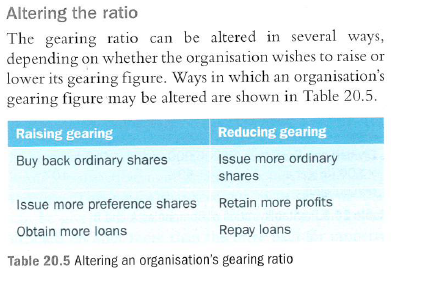 Altering the ratio
The gearing ratio can be altered in several ways,
depending on whether the organisation wishes to raise or
lower its gearing figure. Ways in which an organisation's
gearing figure may be altered are shown in Table 20.5.
Raising gearing
Reducing gearing
Buy back ordinary shares
Issue more ordinary
shares
Issue more preference shares
Retain more profits
Obtain more loans
Repay loans
Table 20.5 Altering an organisation's gearing ratio